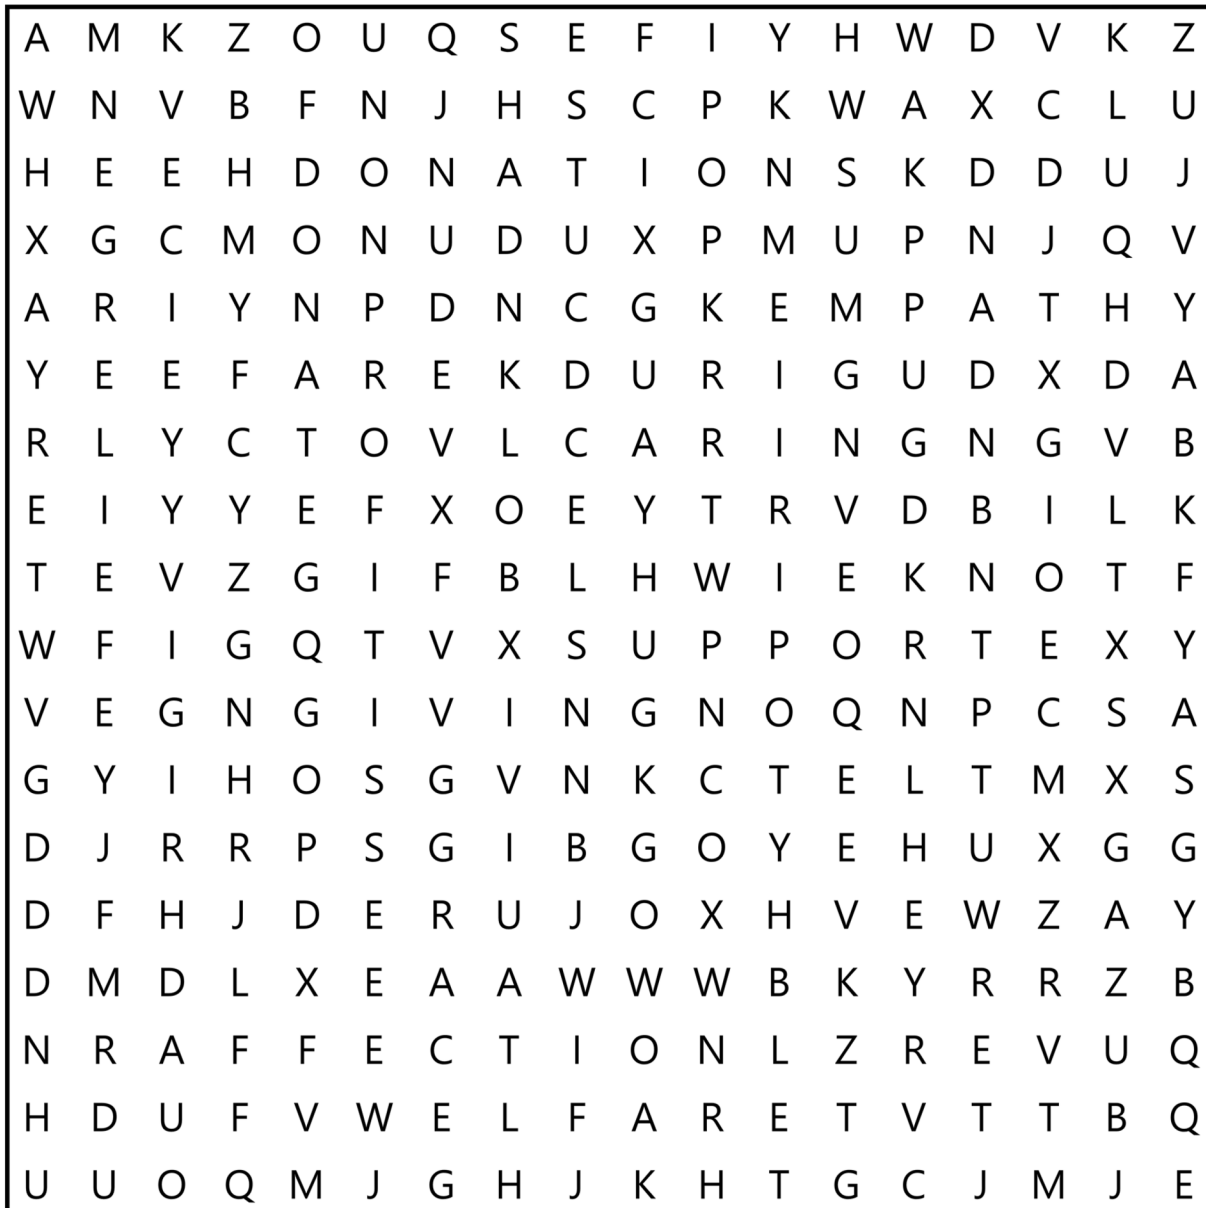 A M K Z O U Q S E F I Y H W D V K Z
W N V B F N J H S C P K W A X C L U
H E E H D O N A T I O N S K D D U J
X G C M O N U D U X P M U P N J Q V
A R I Y N P D N C G K E M P A T H Y
Y E E F A R E K D U R I G U D X D A
R L Y C T O V L C A R I N G N G V B
E I Y Y E F X O E Y T R V D B I L K
T E V Z G I F B L H W I E K N O T F
W F I G Q T V X S U P P O R T E X Y
V E G N G I V I N G N O Q N P C S A
G Y I H O S G V N K C T E L T M X S
D J R R P S G I B G O Y E H U X G G
D F H J D E R U J O X H V E W Z A Y
D M D L X E A A W W W B K Y R R Z B
N R A F F E C T I O N L Z R E V U Q
H D U F V W E L F A R E T V T T B Q
U U O Q M J G H J K H T G C J M J E